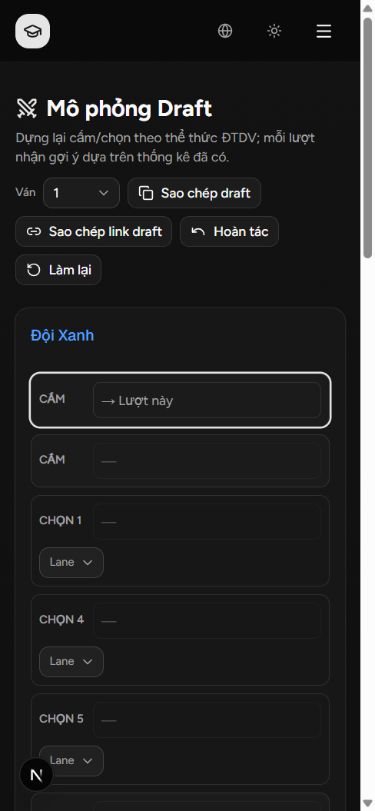 Mô phỏng Draft
Dựng lại cấm/chọn theo thể thức ĐTDV; mỗi lượt
nhận gợi ý dựa trên thống kê đã có.
Ván 1 Sao chép draft
Sao chép link draft Hoàn tác
Làm lại
Đội Xanh
CẤM → Lượt này
CẤM —
CHỌN 1 —
Lane
CHỌN 4 —
Lane
CHỌN 5 —
Lane
N